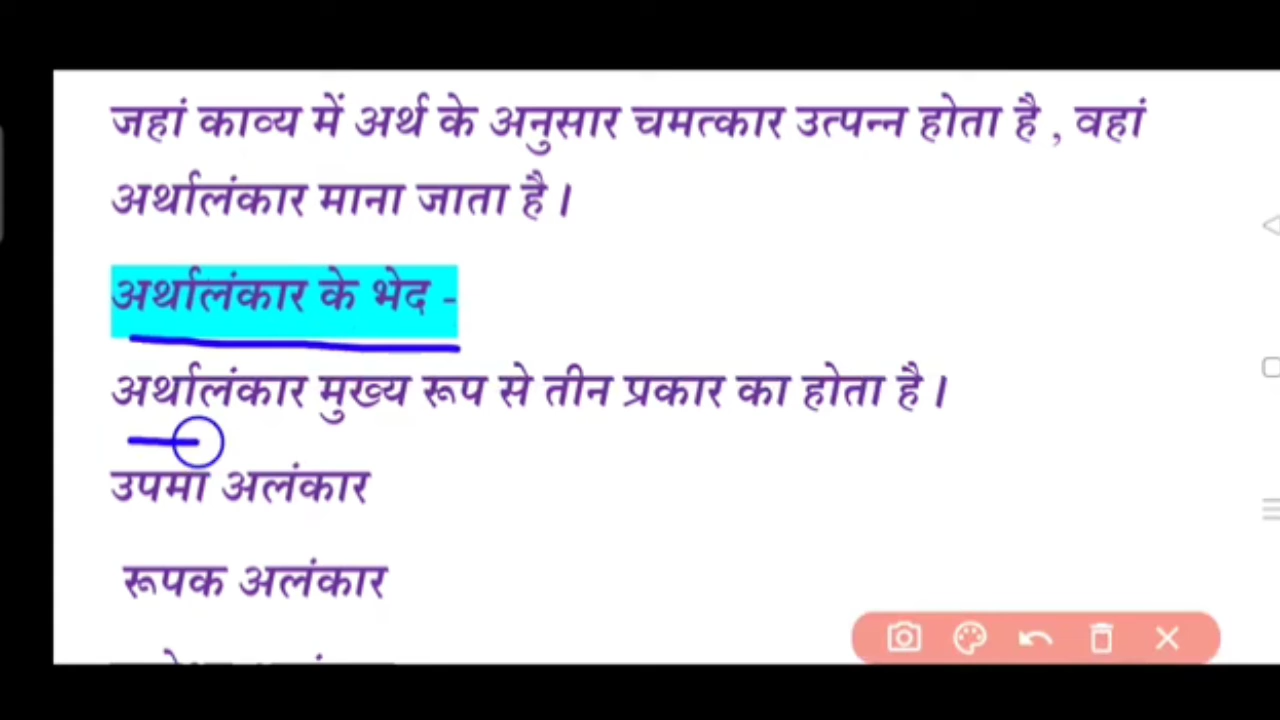 जहां काव्य में अर्थ के अनुसार चमत्कार उत्पन्न होता है , वहां
अर्थालंकार माना जाता है ।
अर्थालंकार के भेद -
अर्थालंकार मुख्य रूप से तीन प्रकार का होता है ।
उपमा अलंकार
रूपक अलंकार